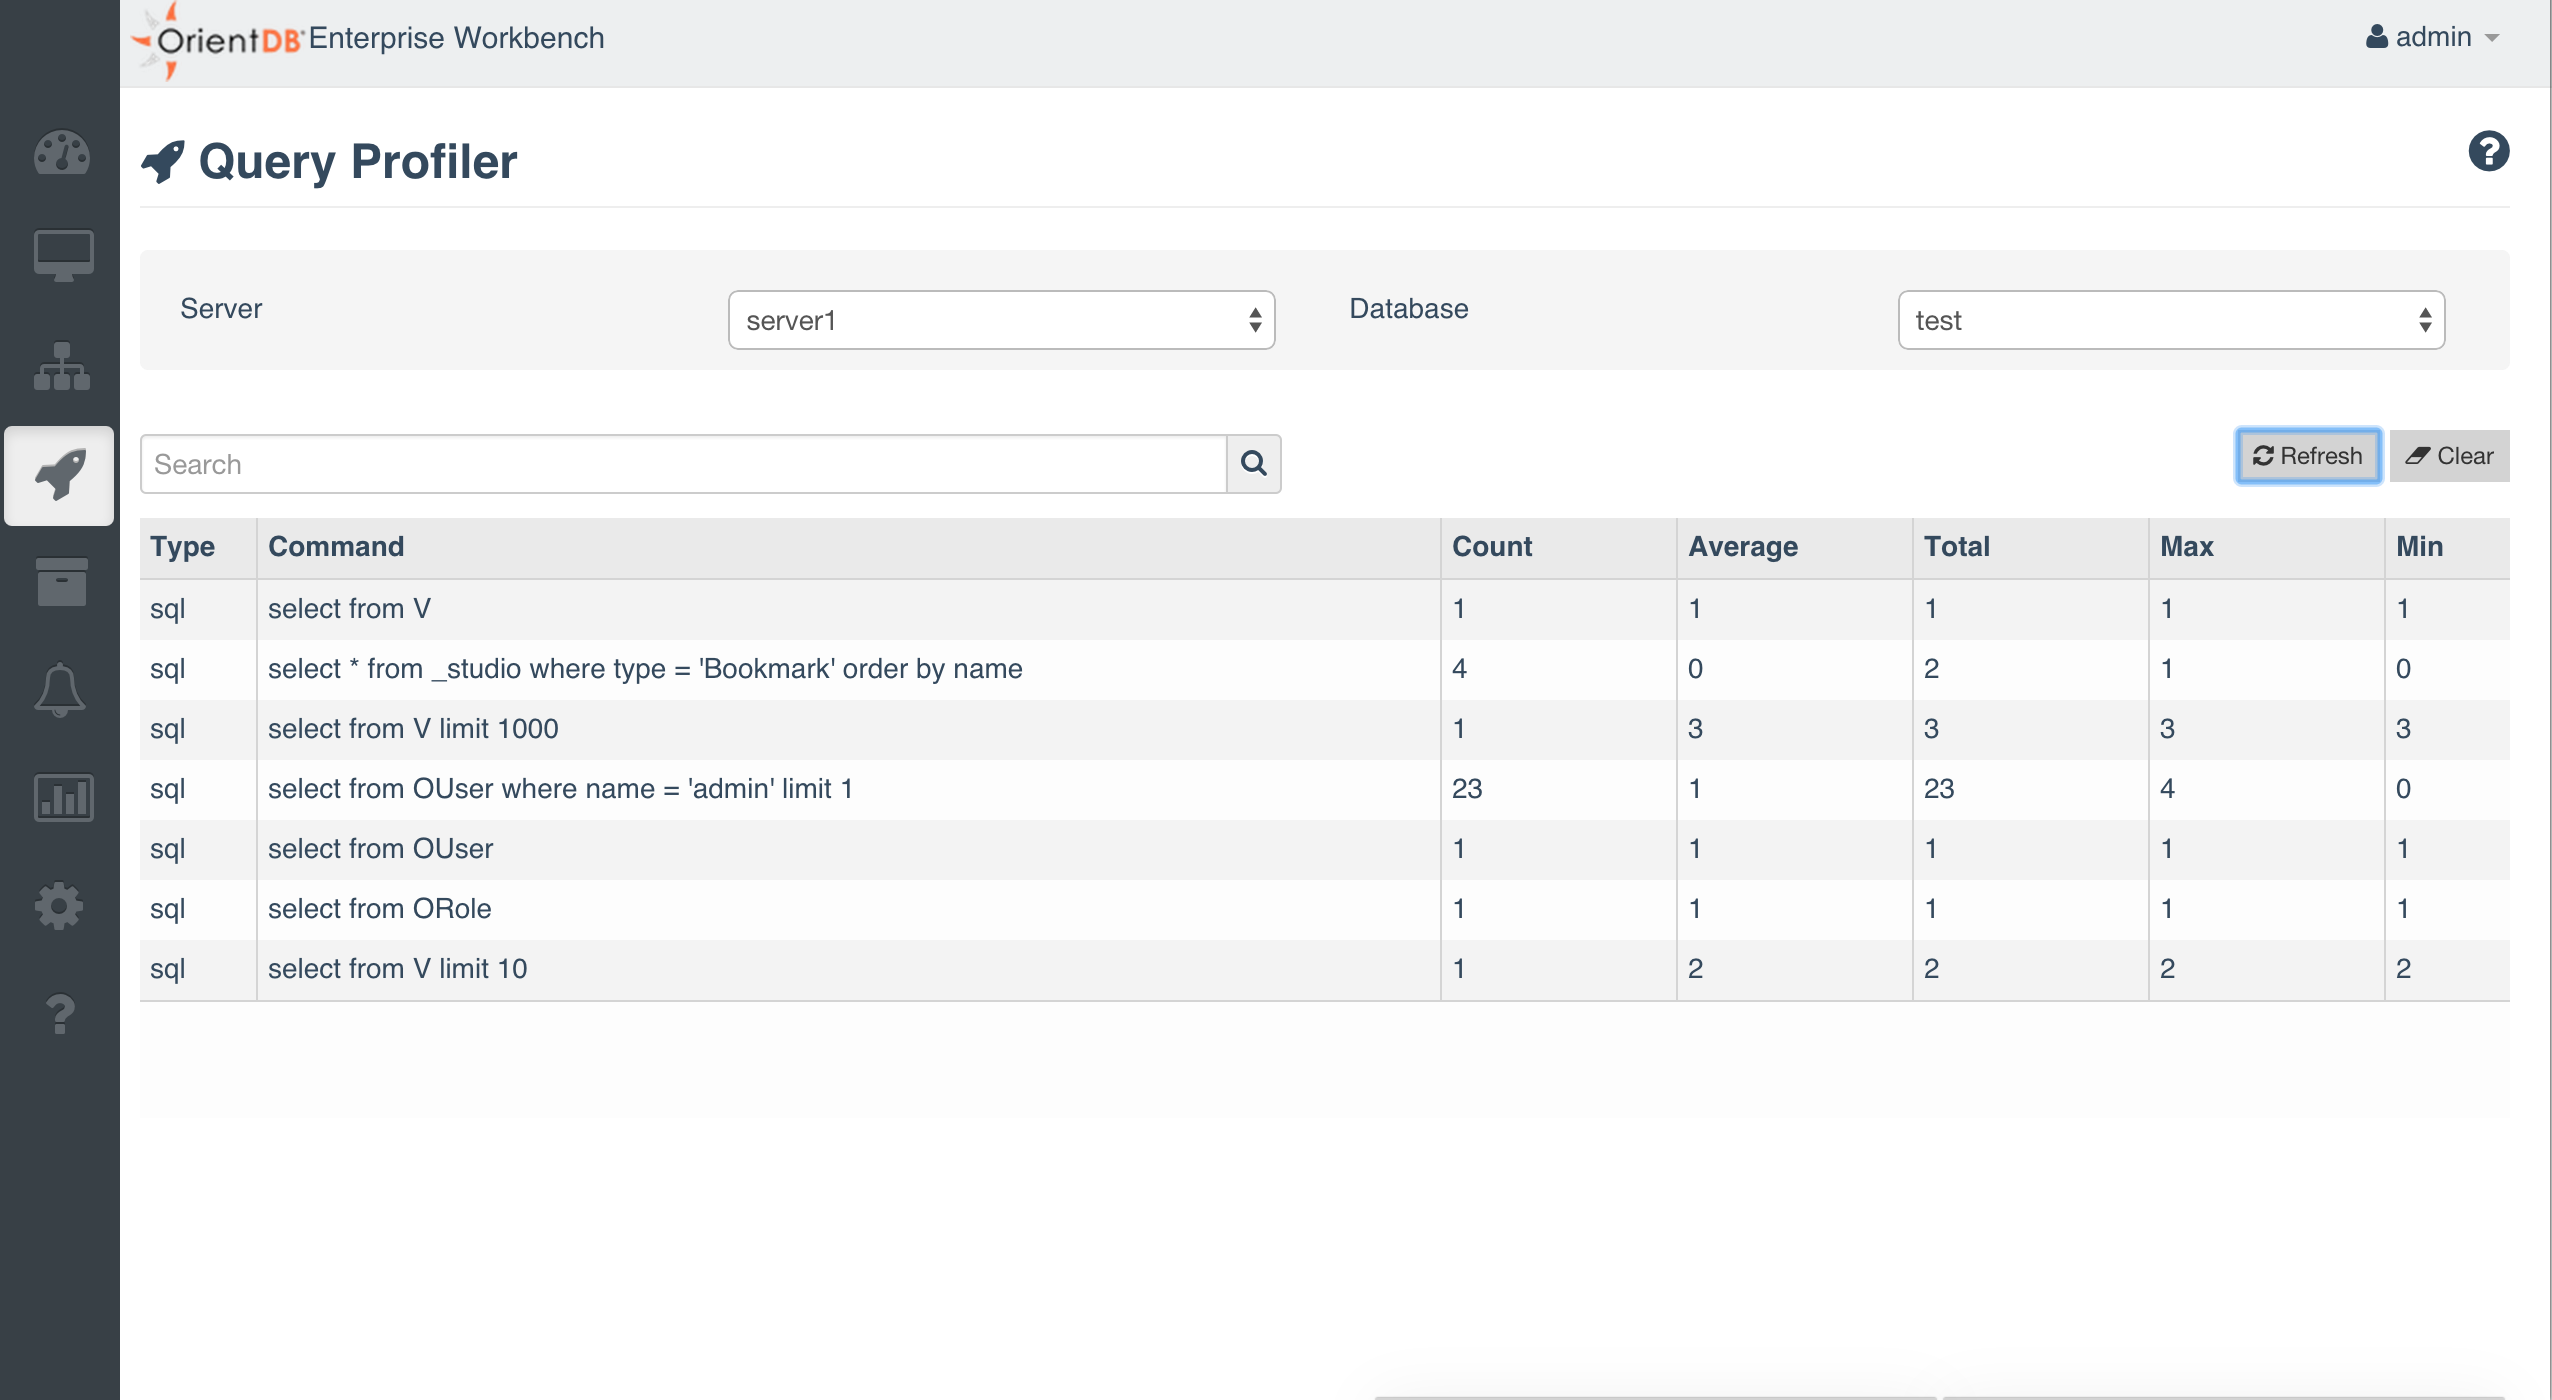 OrientDB® Enterprise Workbench
admin
Query Profiler
Server server1 Database test
Search Refresh Clear
Type Command Count Average Total Max Min
sql select from V 1 1 1 1 1
sql select * from _studio where type = 'Bookmark' order by name 4 0 2 1 0
sql select from V limit 1000 1 3 3 3 3
sql select from OUser where name = 'admin' limit 1 23 1 23 4 0
sql select from OUser 1 1 1 1 1
sql select from ORole 1 1 1 1 1
sql select from V limit 10 1 2 2 2 2